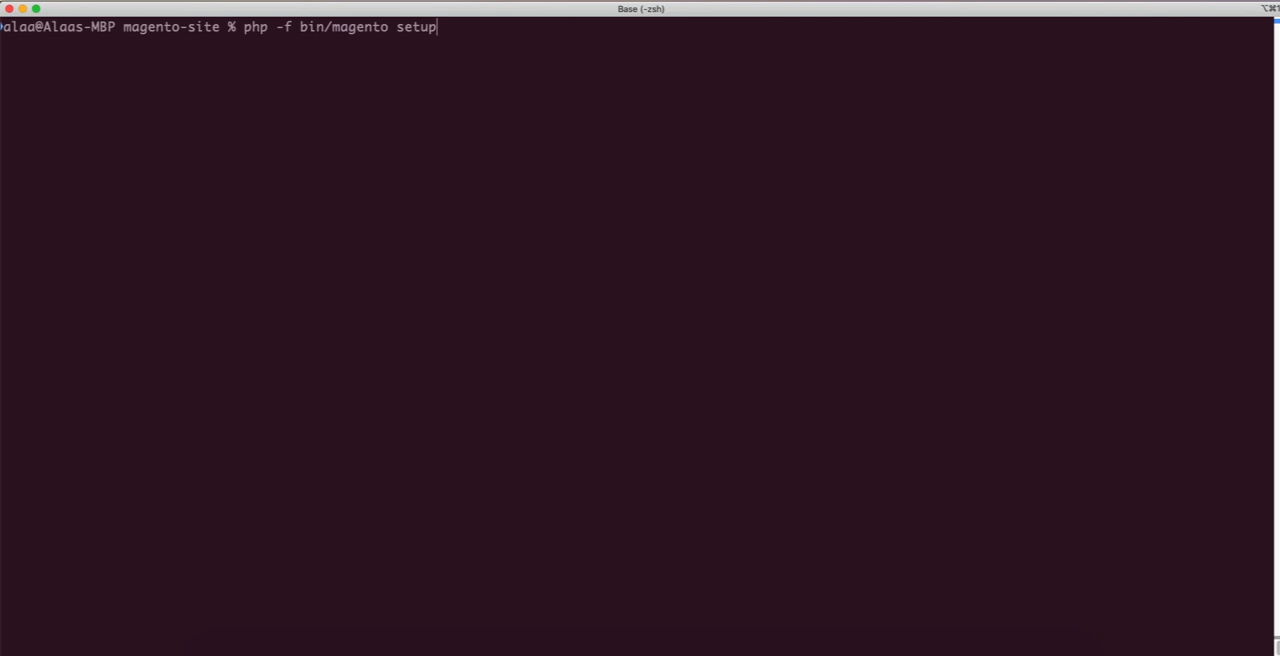 Base (-zsh)
alaa@Alaas-MBP magento-site % php -f bin/magento setup